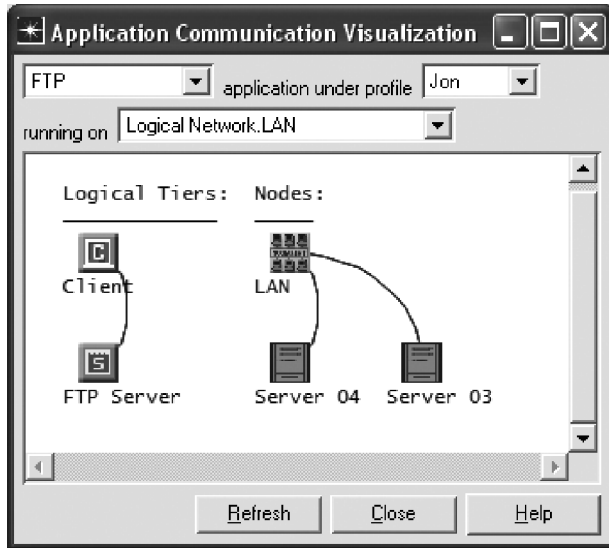 Application Communication Visualization
FTP application under profile Jon
running on Logical Network.LAN
Logical Tiers: Nodes:
C
Client LAN
S
FTP Server Server 04 Server 03
Refresh Close Help